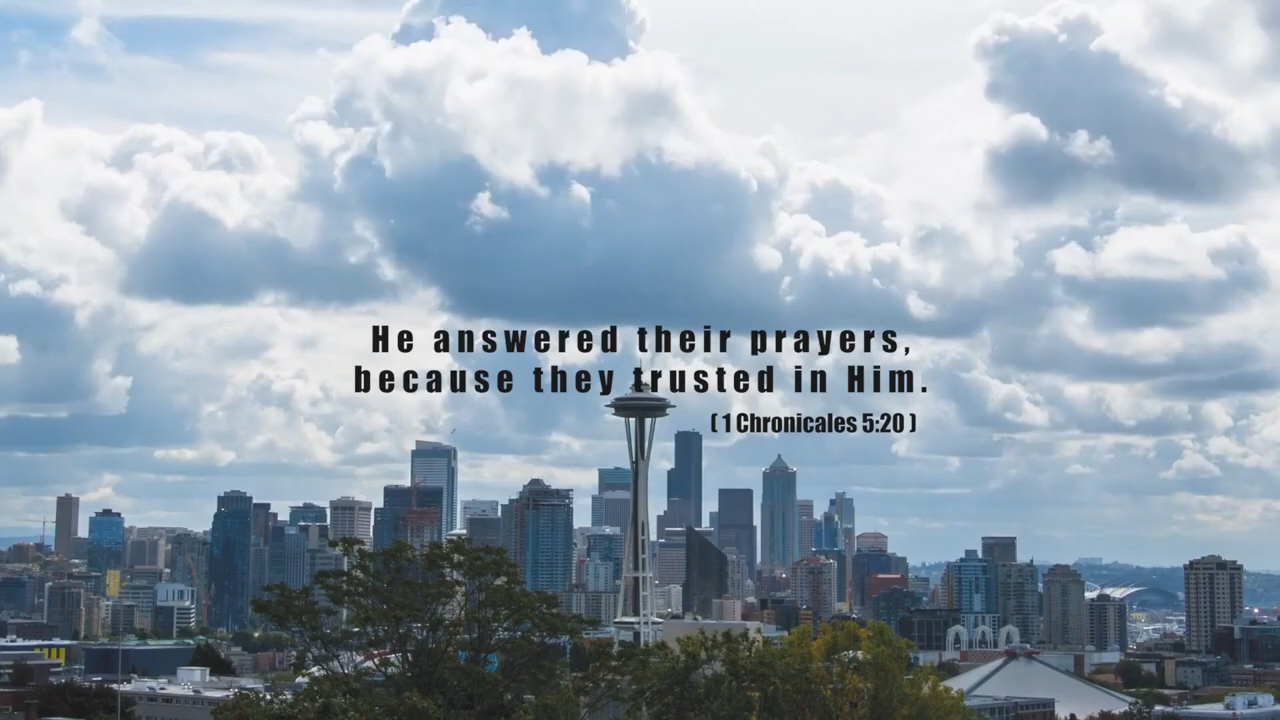 He answered their prayers,
because they trusted in Him.
( 1 Chronicales 5:20 )